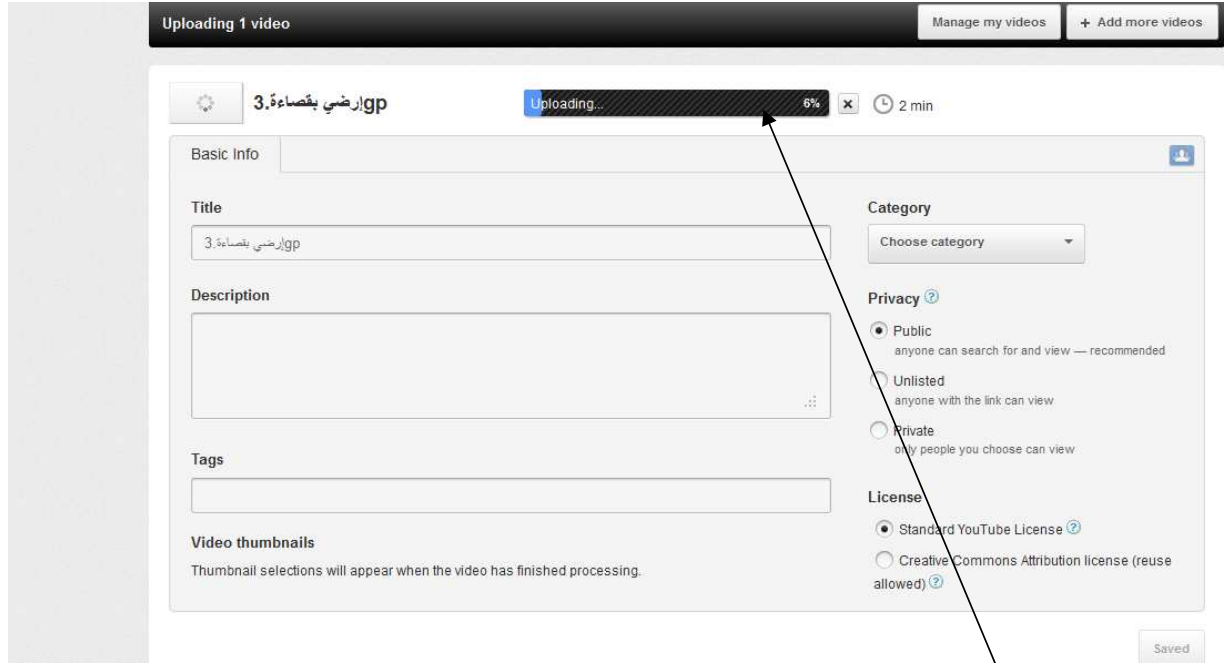 Uploading 1 video
Manage my videos
+ Add more videos
إرضي بقصاءة.3gp
Uploading... 6%
2 min
Basic Info
Title
إرضي بقصاءة.3gp
Description
Tags
Video thumbnails
Thumbnail selections will appear when the video has finished processing.
Category
Choose category
Privacy ?
Public
anyone can search for and view — recommended
Unlisted
anyone with the link can view
Private
only people you choose can view
License
Standard YouTube License ?
Creative Commons Attribution license (reuse
allowed) ?
Saved